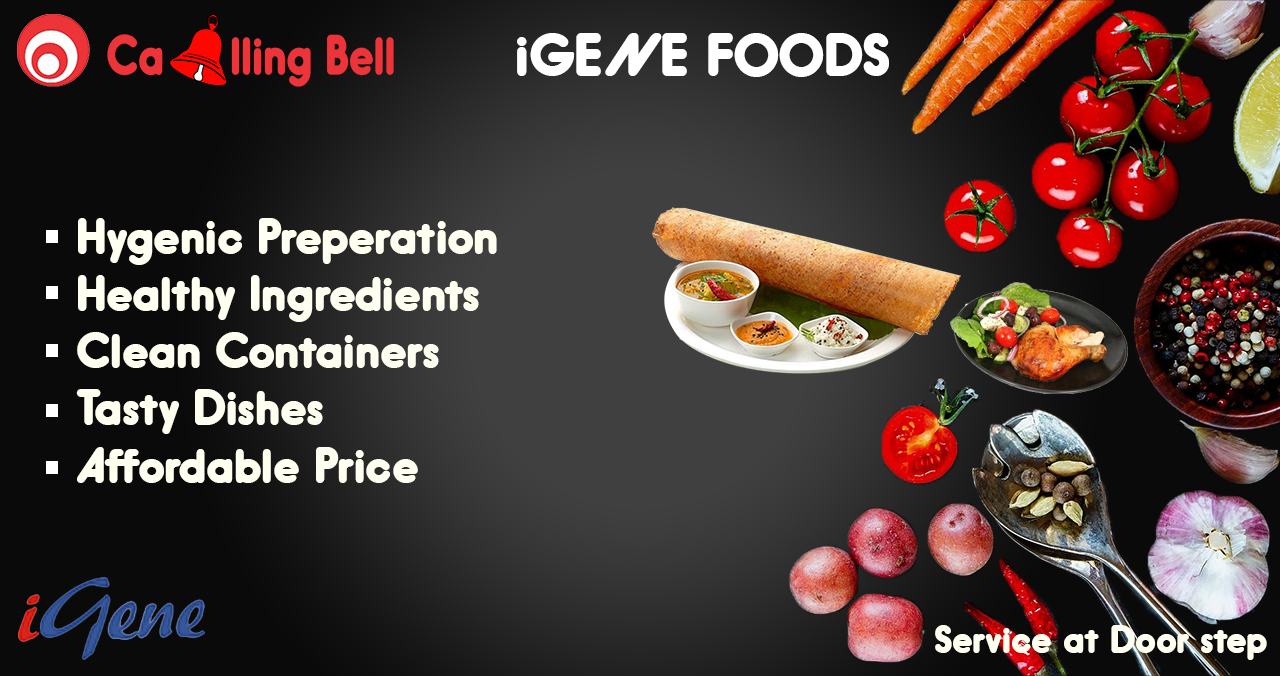 Calling Bell
iGENE FOODS
Hygenic Preperation
Healthy Ingredients
Clean Containers
Tasty Dishes
Affordable Price
iGene
Service at Door step